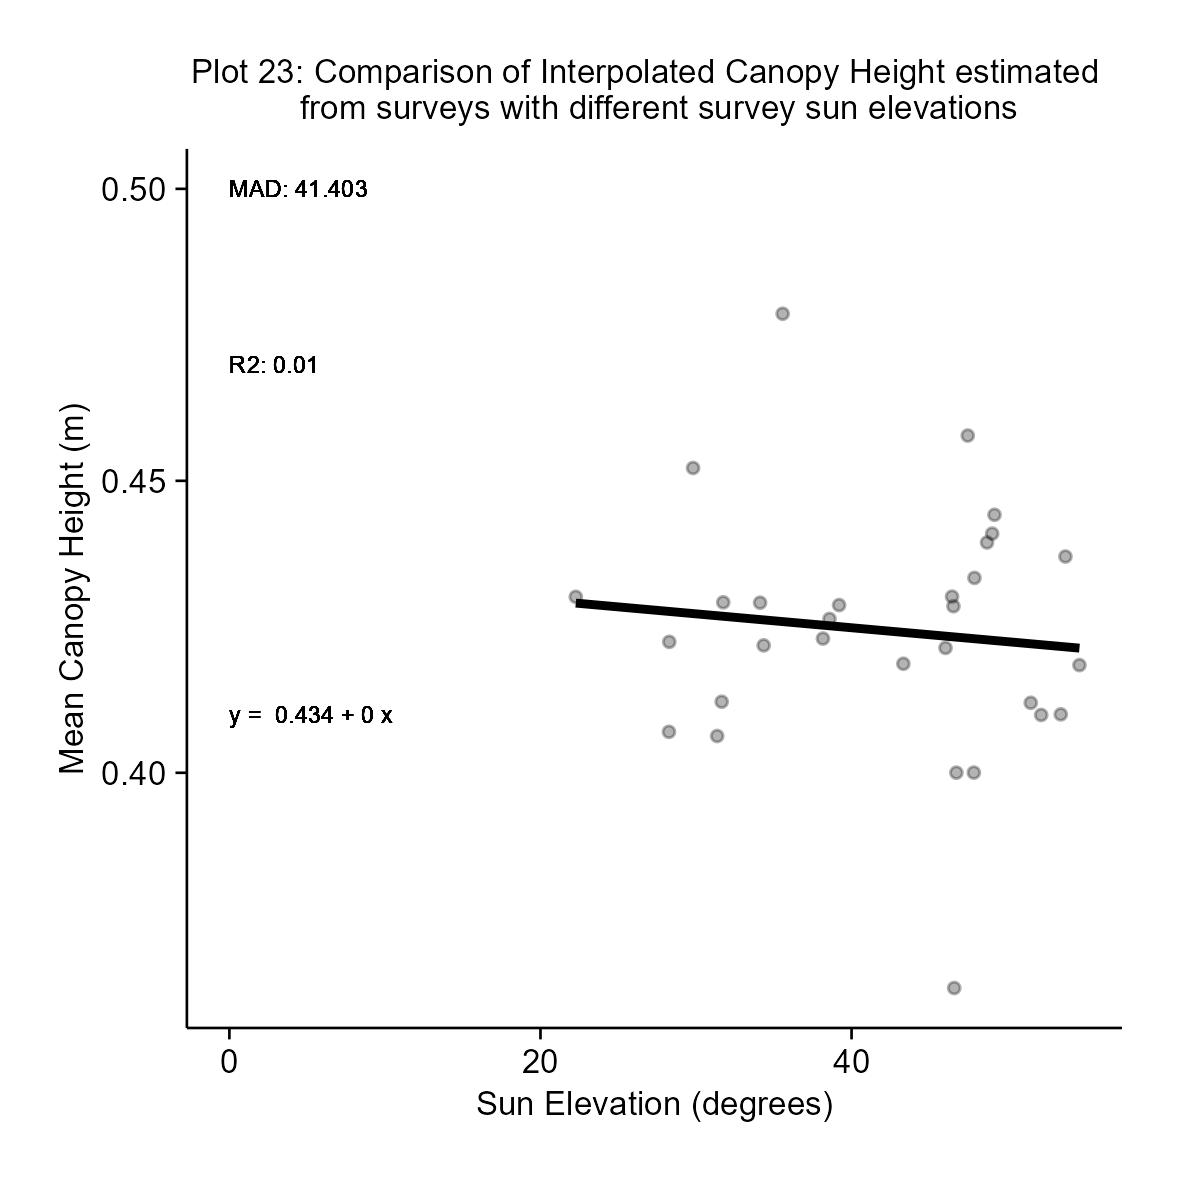 Plot 23: Comparison of Interpolated Canopy Height estimated
from surveys with different survey sun elevations
0.50
MAD: 41.403
R2: 0.01
0.45
y =  0.434 + 0 x
0.40
Mean Canopy Height (m)
0
20
40
Sun Elevation (degrees)